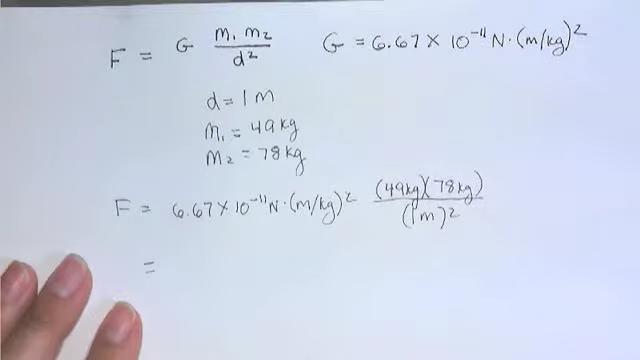 F = G m₁ m₂ / d² G = 6.67 × 10⁻¹¹ N·(m/kg)²
d = 1 m
m₁ = 49 kg
m₂ = 78 kg
F = 6.67 × 10⁻¹¹ N·(m/kg)² (49kg)(78kg) / (1m)²
=